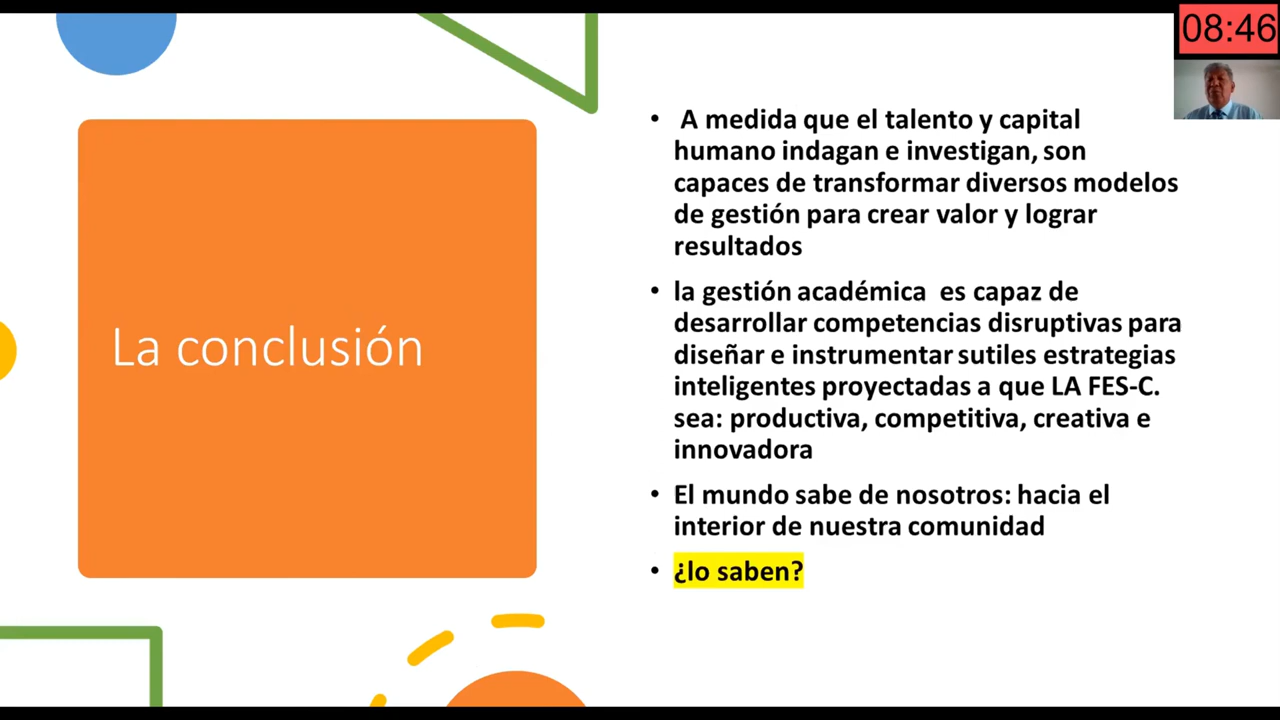 08:46
La conclusión
• A medida que el talento y capital
humano indagan e investigan, son
capaces de transformar diversos modelos
de gestión para crear valor y lograr
resultados
• la gestión académica es capaz de
desarrollar competencias disruptivas para
diseñar e instrumentar sutiles estrategias
inteligentes proyectadas a que LA FES-C.
sea: productiva, competitiva, creativa e
innovadora
• El mundo sabe de nosotros: hacia el
interior de nuestra comunidad
• ¿lo saben?